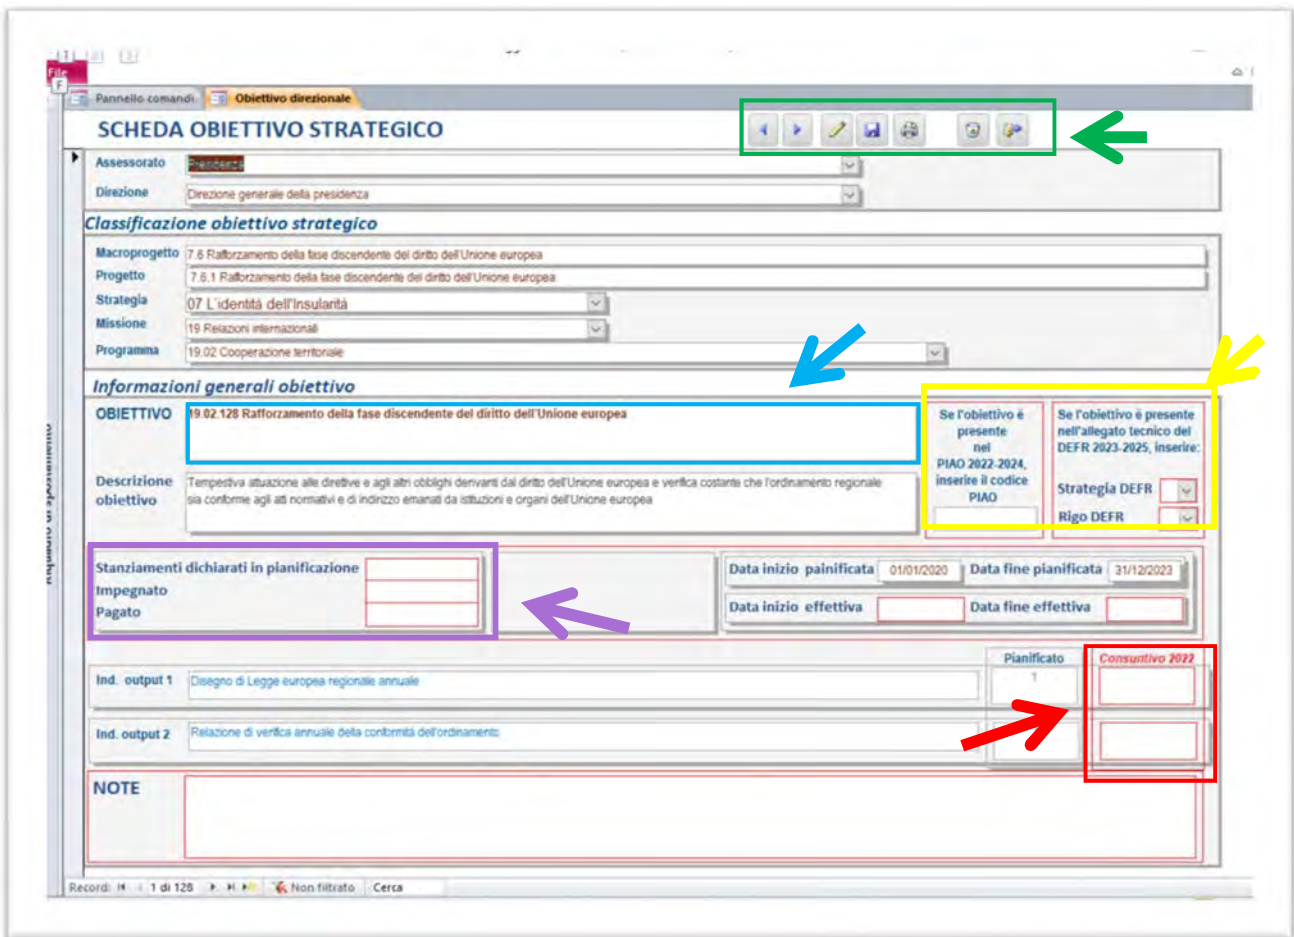 File
F
Pannello comandi
Obiettivo direzionale
SCHEDA OBIETTIVO STRATEGICO
Assessorato Presidenza
Direzione Direzione generale della presidenza
Classificazione obiettivo strategico
Macroprogetto 7.6 Rafforzamento della fase discendente del diritto dell'Unione europea
Progetto 7.6.1 Rafforzamento della fase discendente del diritto dell'Unione europea
Strategia 07 L'identità dell'Insularità
Missione 19 Relazioni internazionali
Programma 19.02 Cooperazione territoriale
Informazioni generali obiettivo
OBIETTIVO 19.02.128 Rafforzamento della fase discendente del diritto dell'Unione europea
Se l'obiettivo è
presente
nel
PIAO 2022-2024,
inserire il codice
PIAO
Se l'obiettivo è presente
nell'allegato tecnico del
DEFR 2023-2025, inserire:
Strategia DEFR
Rigo DEFR
Descrizione
obiettivo
Tempestiva attuazione alle direttive e agli altri obblighi derivanti dal diritto dell'Unione europea e verifica costante che l'ordinamento regionale
sia conforme agli atti normativi e di indirizzo emanati da istituzioni e organi dell'Unione europea
Stanziamenti dichiarati in pianificazione
Impegnato
Pagato
Data inizio painificata 01/01/2020 Data fine pianificata 31/12/2023
Data inizio effettiva Data fine effettiva
Pianificato Consuntivo 2022
Ind. output 1 Disegno di Legge europea regionale annuale 1
Ind. output 2 Relazione di verifica annuale della conformità dell'ordinamento
NOTE
Record: 1 di 128 Non filtrato Cerca